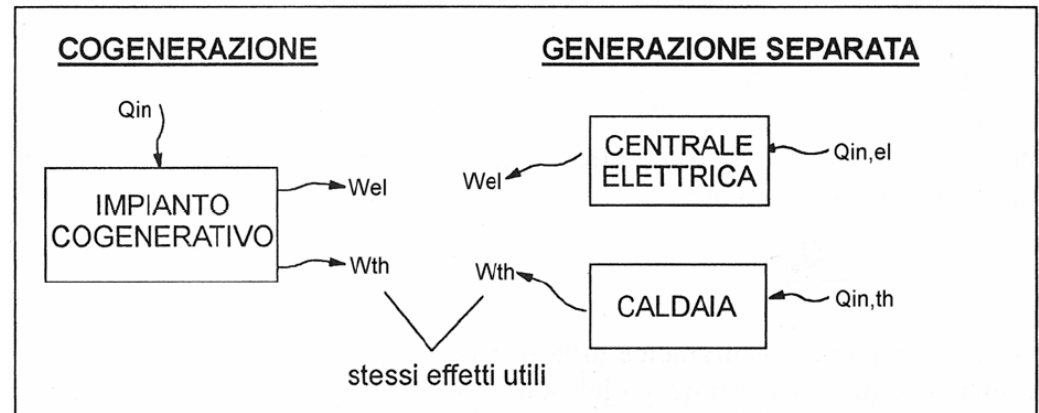 COGENERAZIONE
Qin
IMPIANTO
COGENERATIVO
Wel
Wth
GENERAZIONE SEPARATA
Wel
CENTRALE
ELETTRICA
Qin,el
Wth
CALDAIA
Qin,th
stessi effetti utili